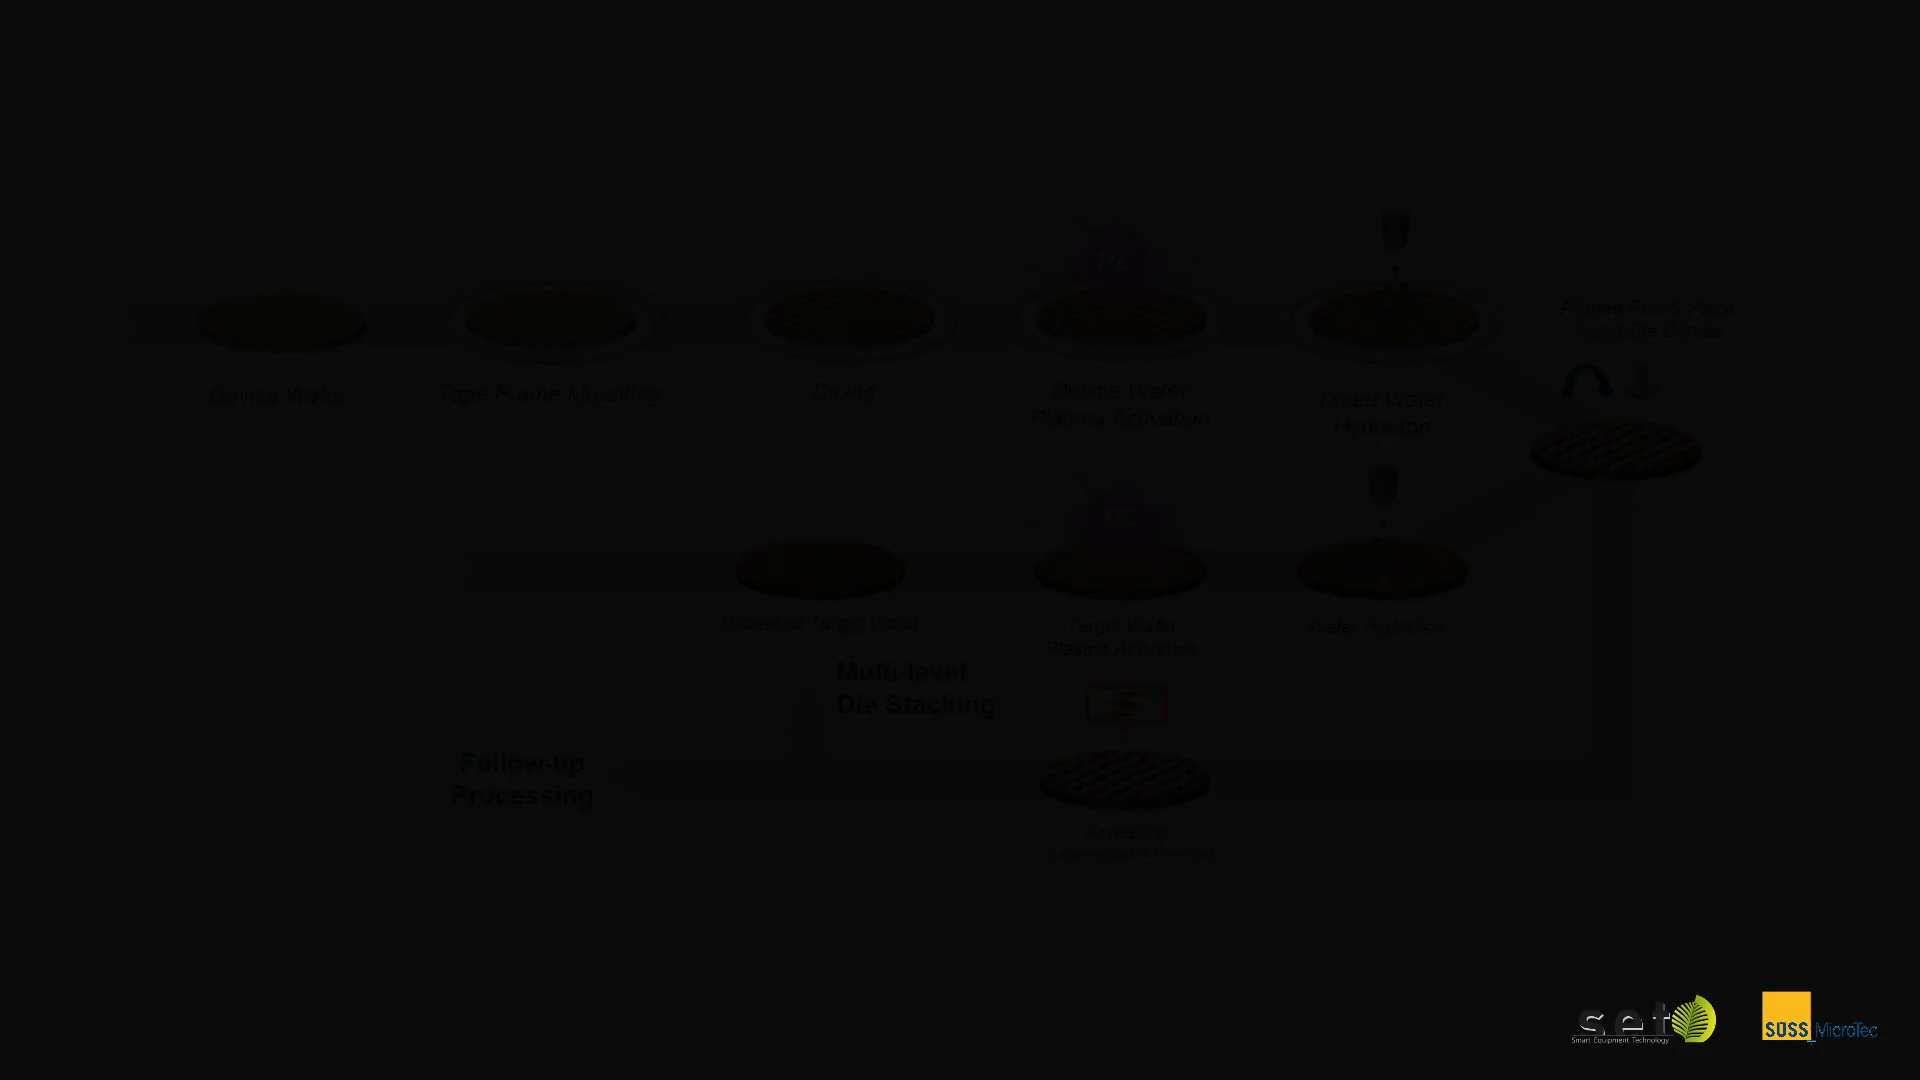 Aligned Pick & Place
Using Die Bonder
Device Wafer
Tape Frame Mounting
Dicing
Device Wafer
Plasma Activation
Diced Wafer
Hydration
Patterned Target Wafer
Target Wafer
Plasma Activation
Wafer Hydration
Multi-level
Die Stacking
Follow-up
Processing
Annealing
set
Smart Equipment Technology
SUSS MicroTec